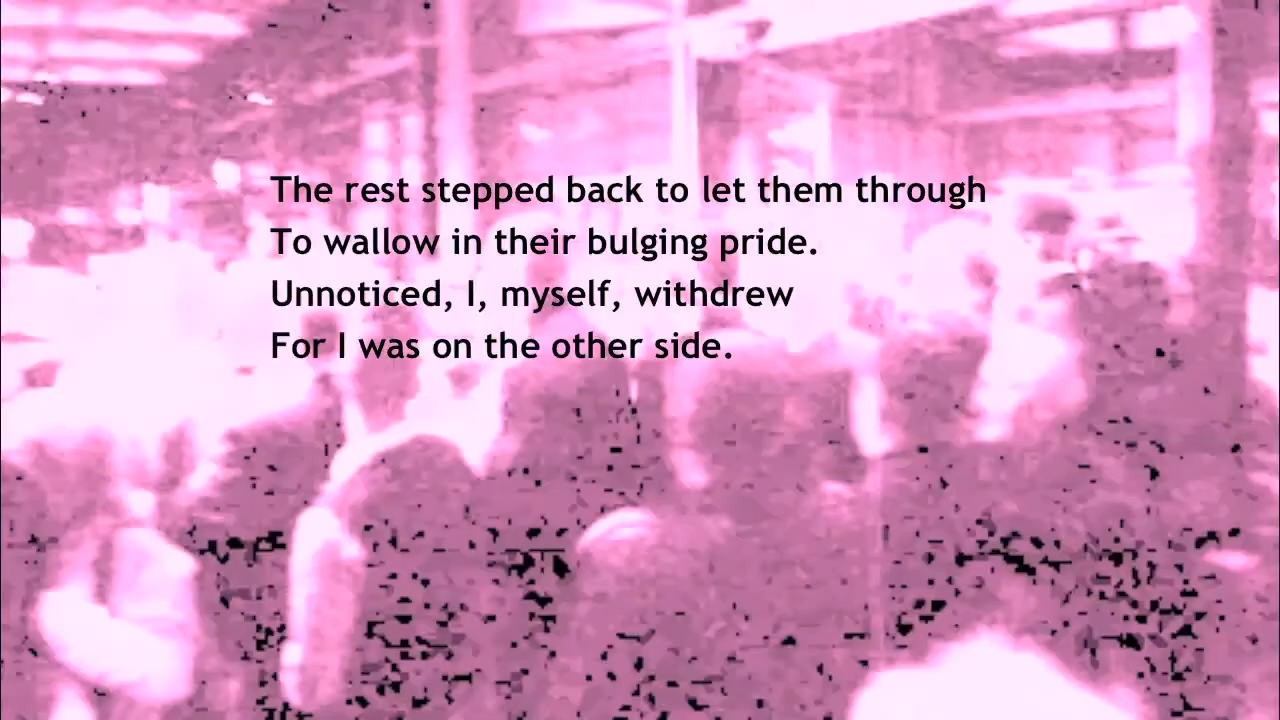 The rest stepped back to let them through
To wallow in their bulging pride.
Unnoticed, I, myself, withdrew
For I was on the other side.